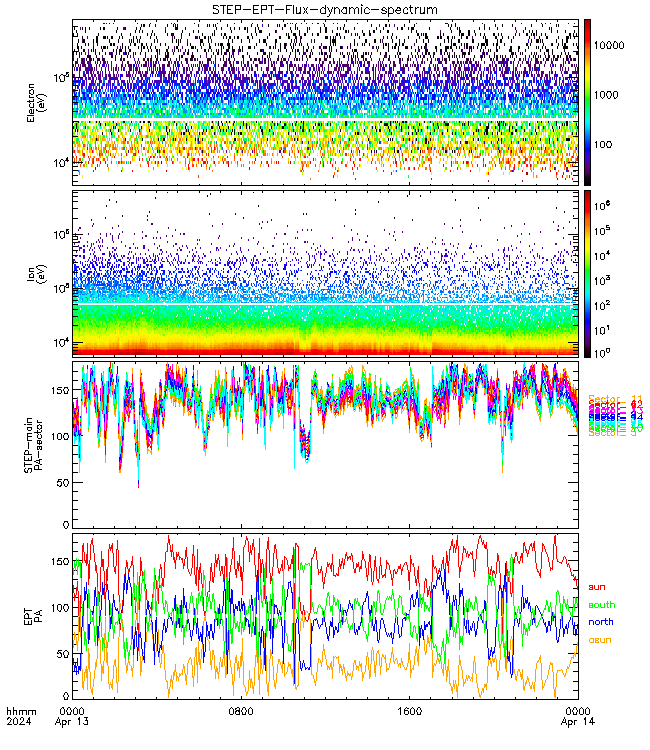 STEP-EPT-Flux-dynamic-spectrum
Electron
(eV)
10⁵
10⁴
10000
1000
100
Ion
(eV)
10⁶
10⁵
10⁴
10⁶
10⁵
10⁴
10³
10²
10¹
10⁰
STEP-main
PA-sector
150
100
50
0
EPT
PA
150
100
50
0
sun
south
north
asun
hhmm
2024
0000
Apr 13
0800
1600
0000
Apr 14